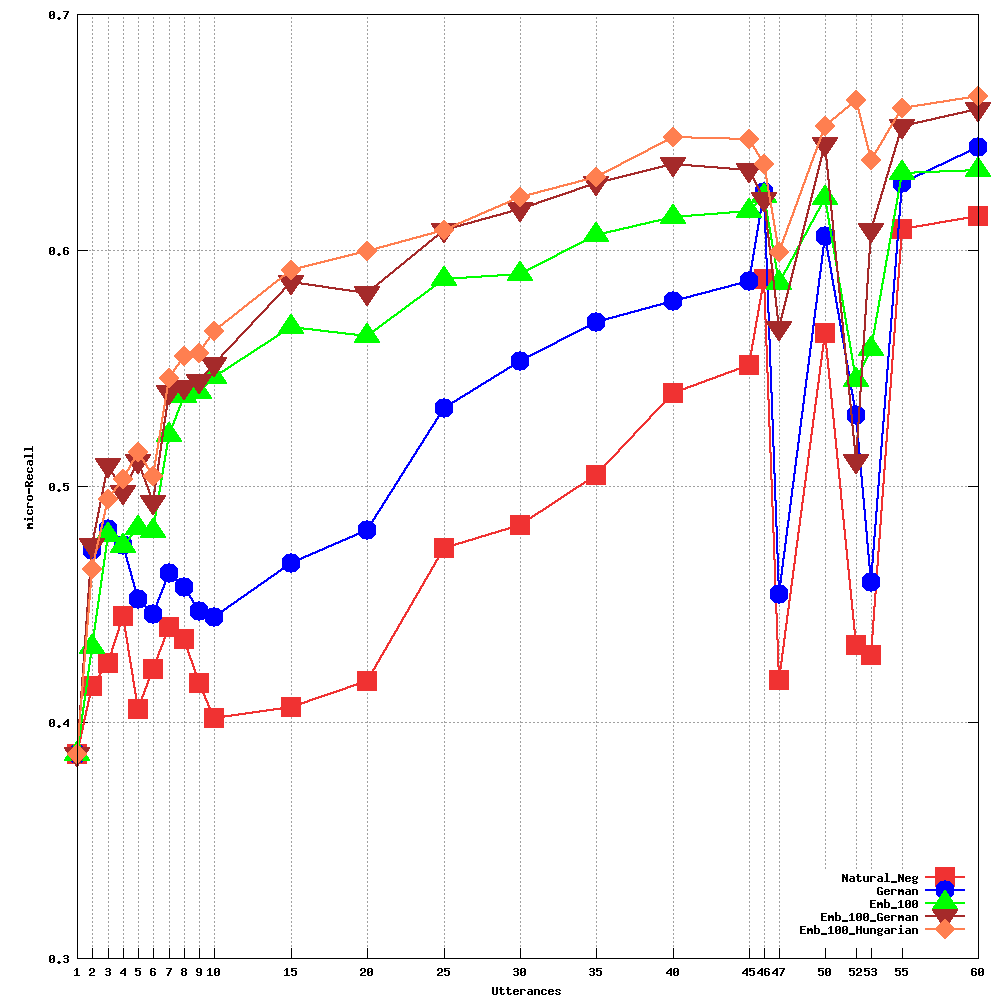 0.7
0.6
0.5
0.4
0.3
micro-Recall
1 2 3 4 5 6 7 8 9 10 15 20 25 30 35 40 45 46 47 50 52 53 55 60
Utterances
Natural_Neg
German
Emb_100
Emb_100_German
Emb_100_Hungarian